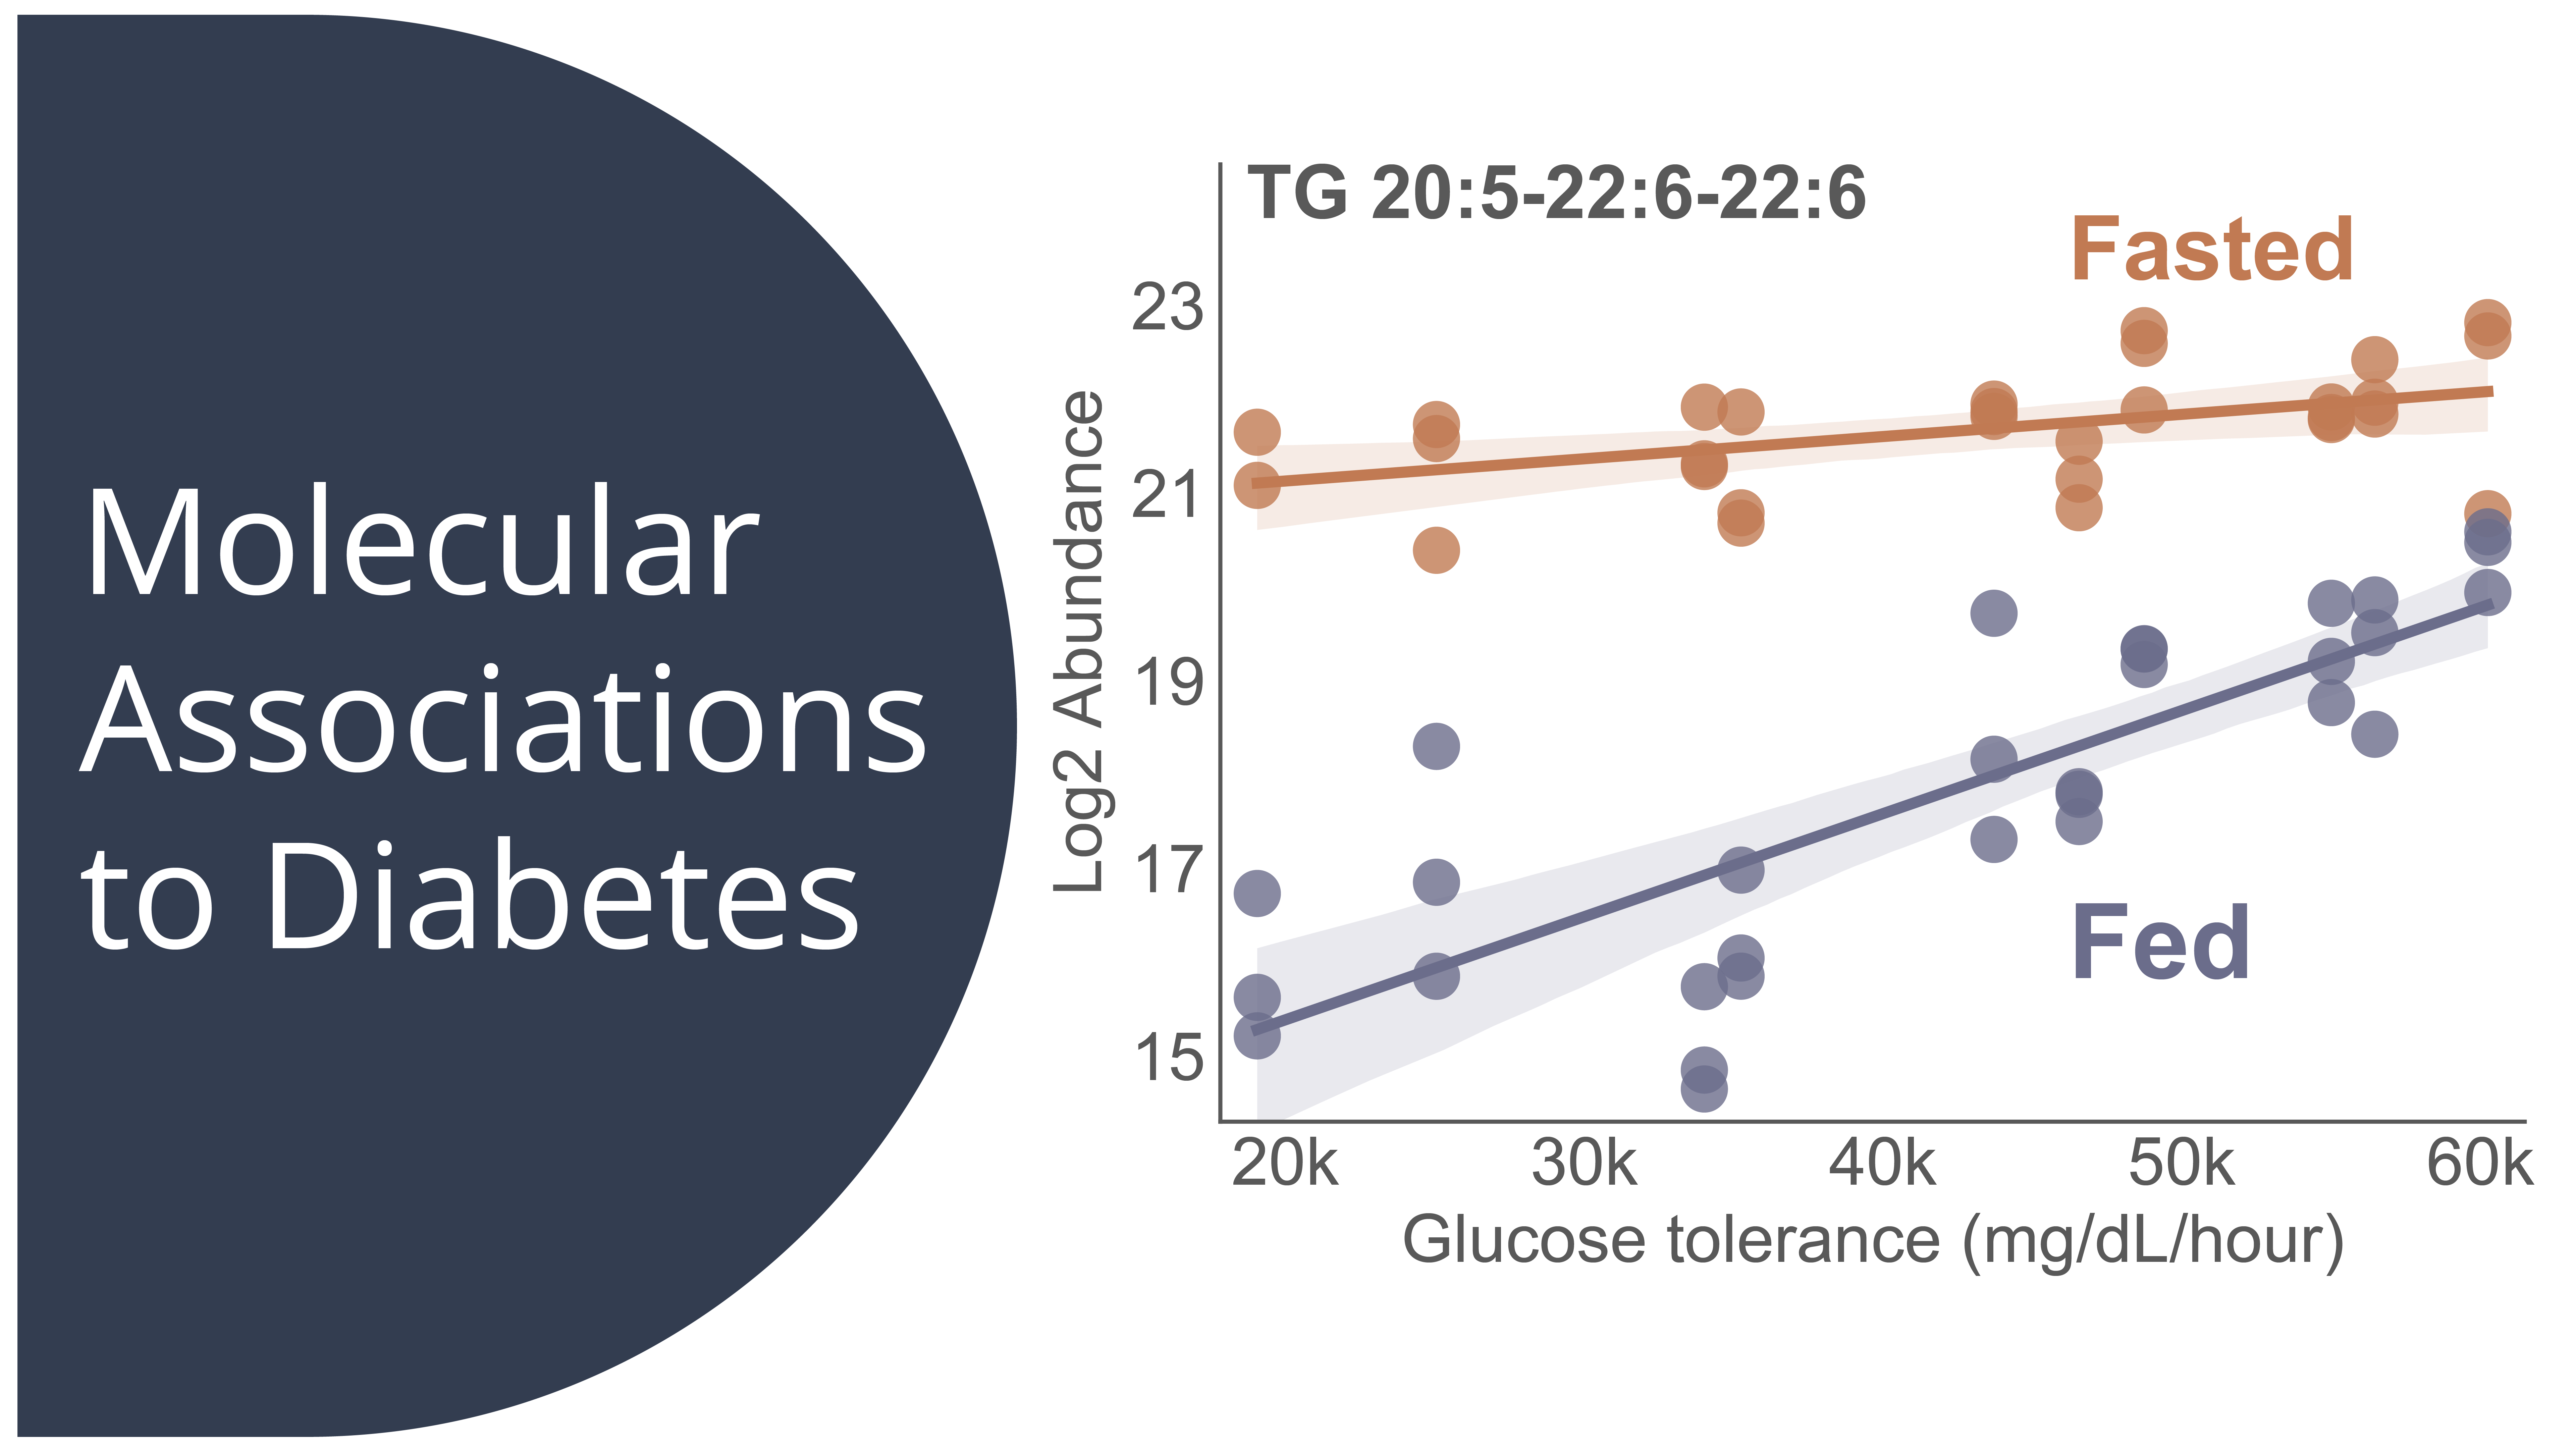 Molecular
Associations
to Diabetes
TG 20:5-22:6-22:6
Fasted
Fed
Log2 Abundance
23
21
19
17
15
20k 30k 40k 50k 60k
Glucose tolerance (mg/dL/hour)